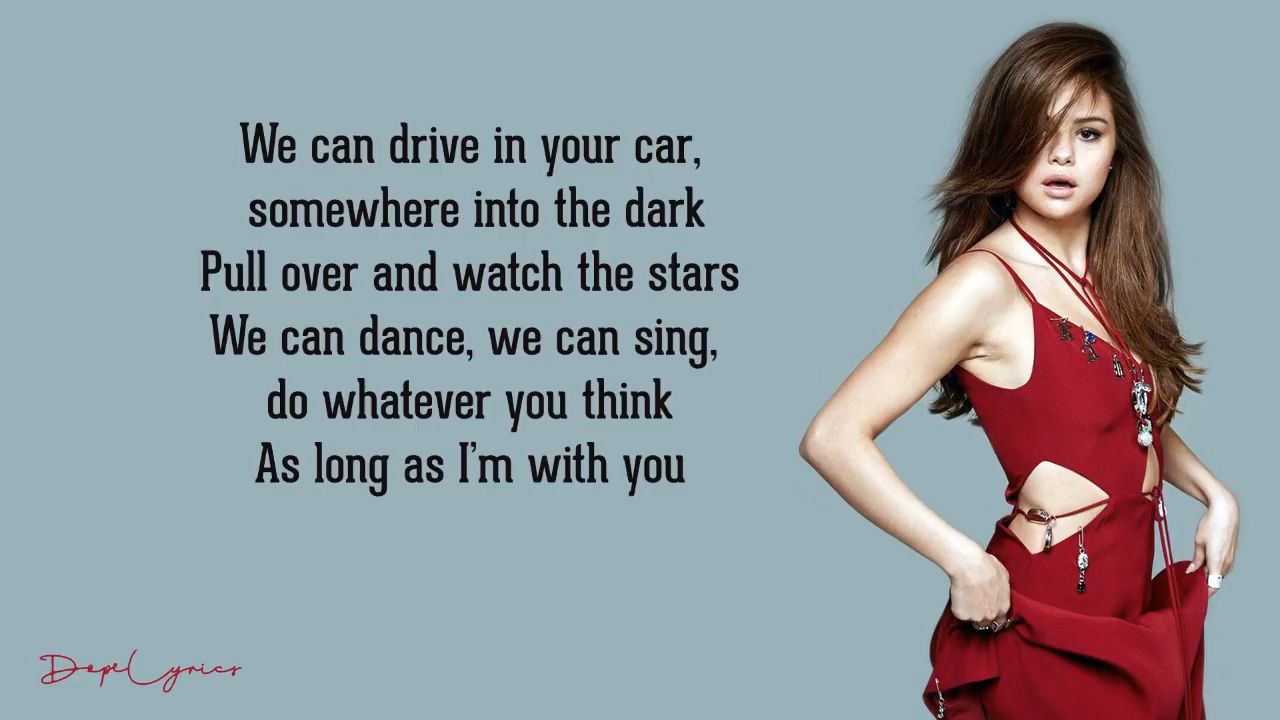 We can drive in your car,
somewhere into the dark
Pull over and watch the stars
We can dance, we can sing,
do whatever you think
As long as I'm with you
DopeLyrics